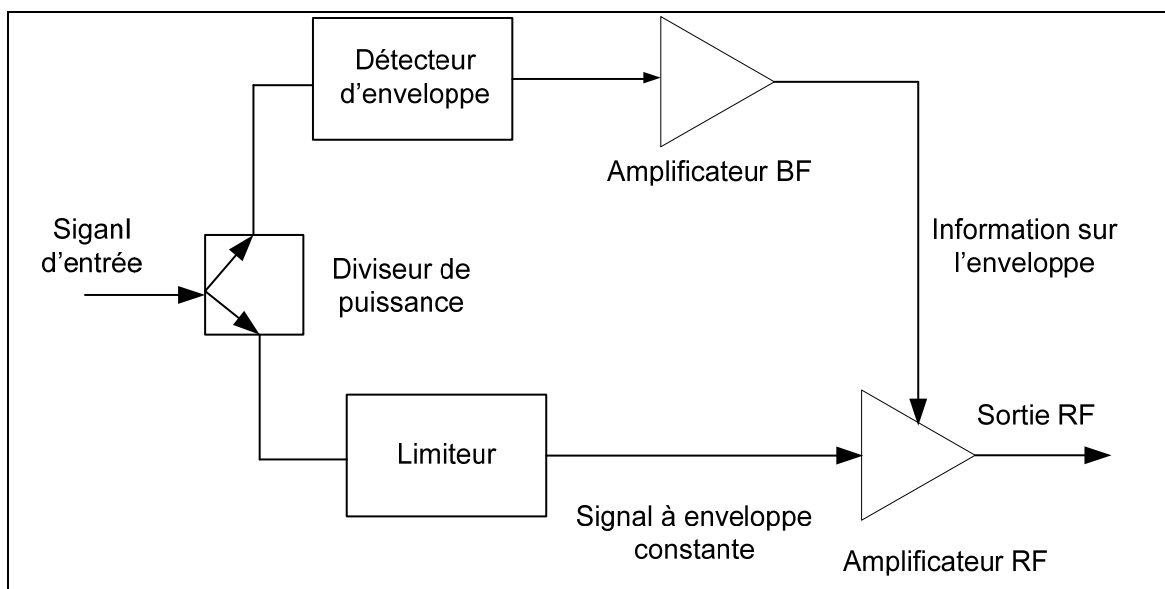 Détecteur
d'enveloppe
Amplificateur BF
Siganl
d'entrée
Diviseur de
puissance
Information sur
l'enveloppe
Limiteur
Sortie RF
Signal à enveloppe
constante
Amplificateur RF